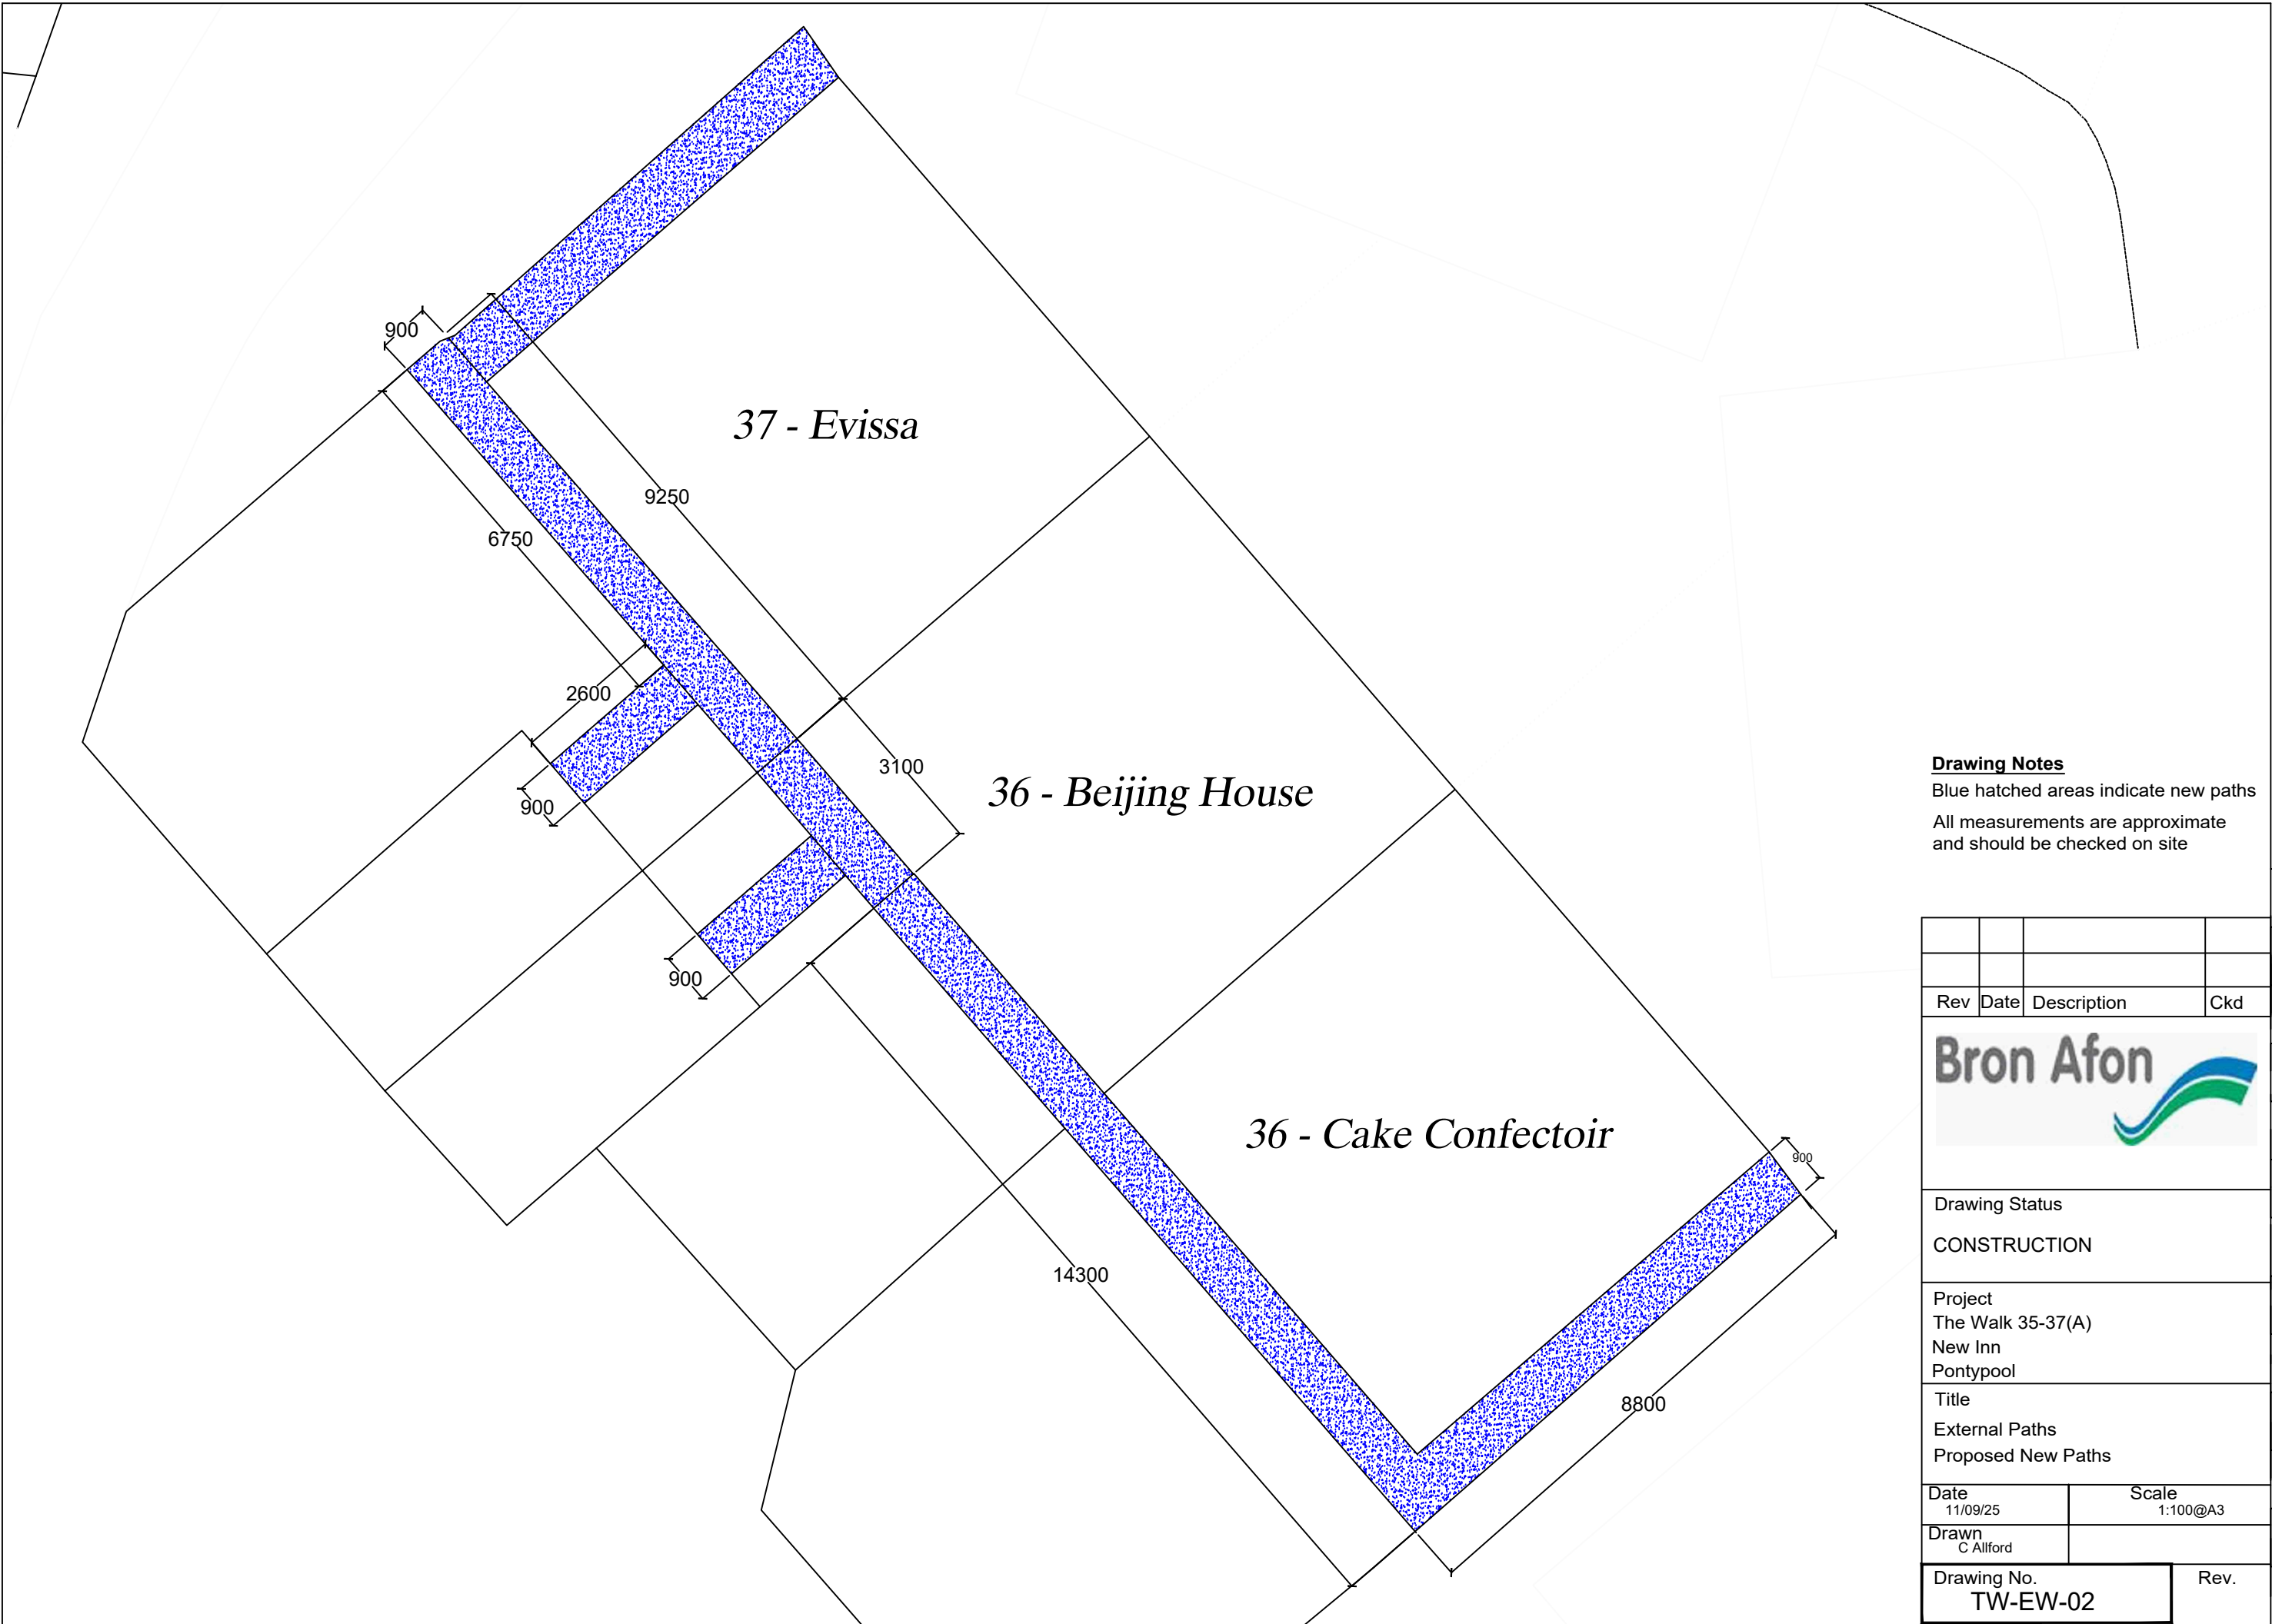 900
37 - Evissa
9250
6750
2600
3100
900
36 - Beijing House
900
36 - Cake Confectoir
900
14300
8800
Drawing Notes
Blue hatched areas indicate new paths
All measurements are approximate
and should be checked on site
Rev Date Description Ckd
Bron Afon
Drawing Status
CONSTRUCTION
Project
The Walk 35-37(A)
New Inn
Pontypool
Title
External Paths
Proposed New Paths
Date Scale
11/09/25 1:100@A3
Drawn
C Allford
Drawing No. Rev.
TW-EW-02